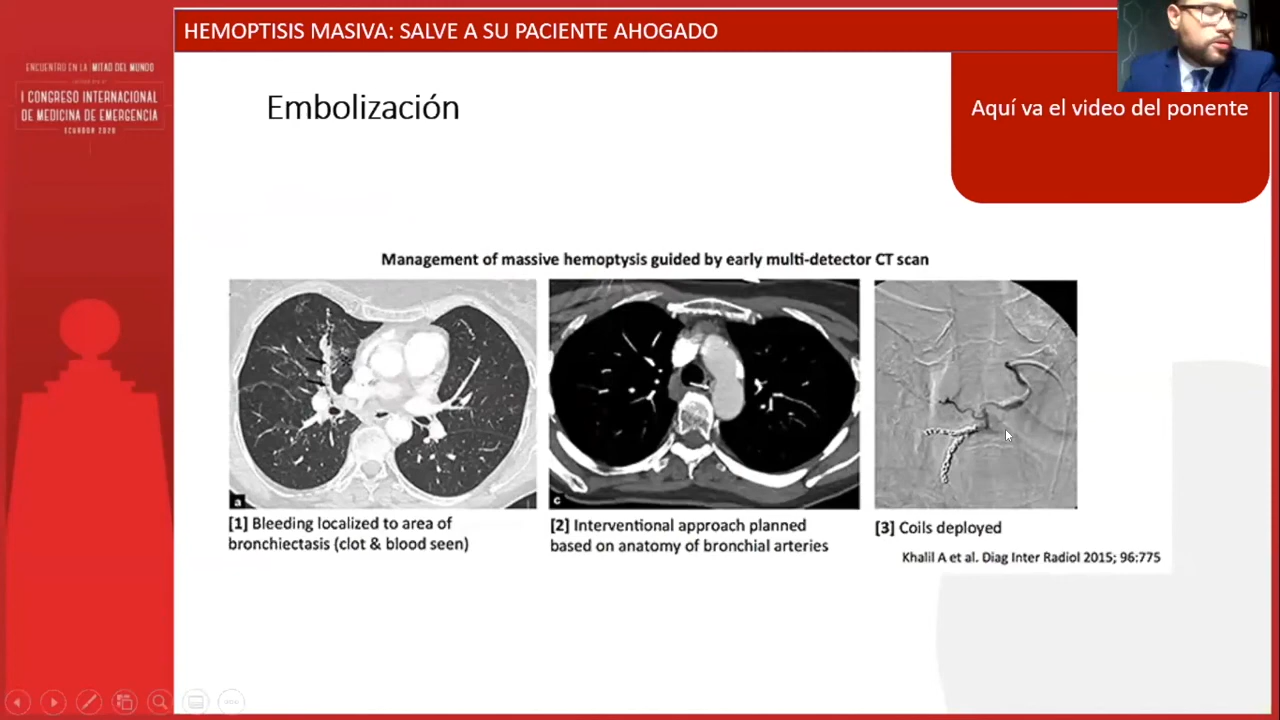 HEMOPTISIS MASIVA: SALVE A SU PACIENTE AHOGADO
ENCUENTRO EN LA MITAD DEL MUNDO
I CONGRESO INTERNACIONAL
DE MEDICINA DE EMERGENCIA
ECUADOR 2020
Embolización
Aquí va el video del ponente
Management of massive hemoptysis guided by early multi-detector CT scan
a
c
[1] Bleeding localized to area of
bronchiectasis (clot & blood seen)
[2] Interventional approach planned
based on anatomy of bronchial arteries
[3] Coils deployed
Khalil A et al. Diag Inter Radiol 2015; 96:775